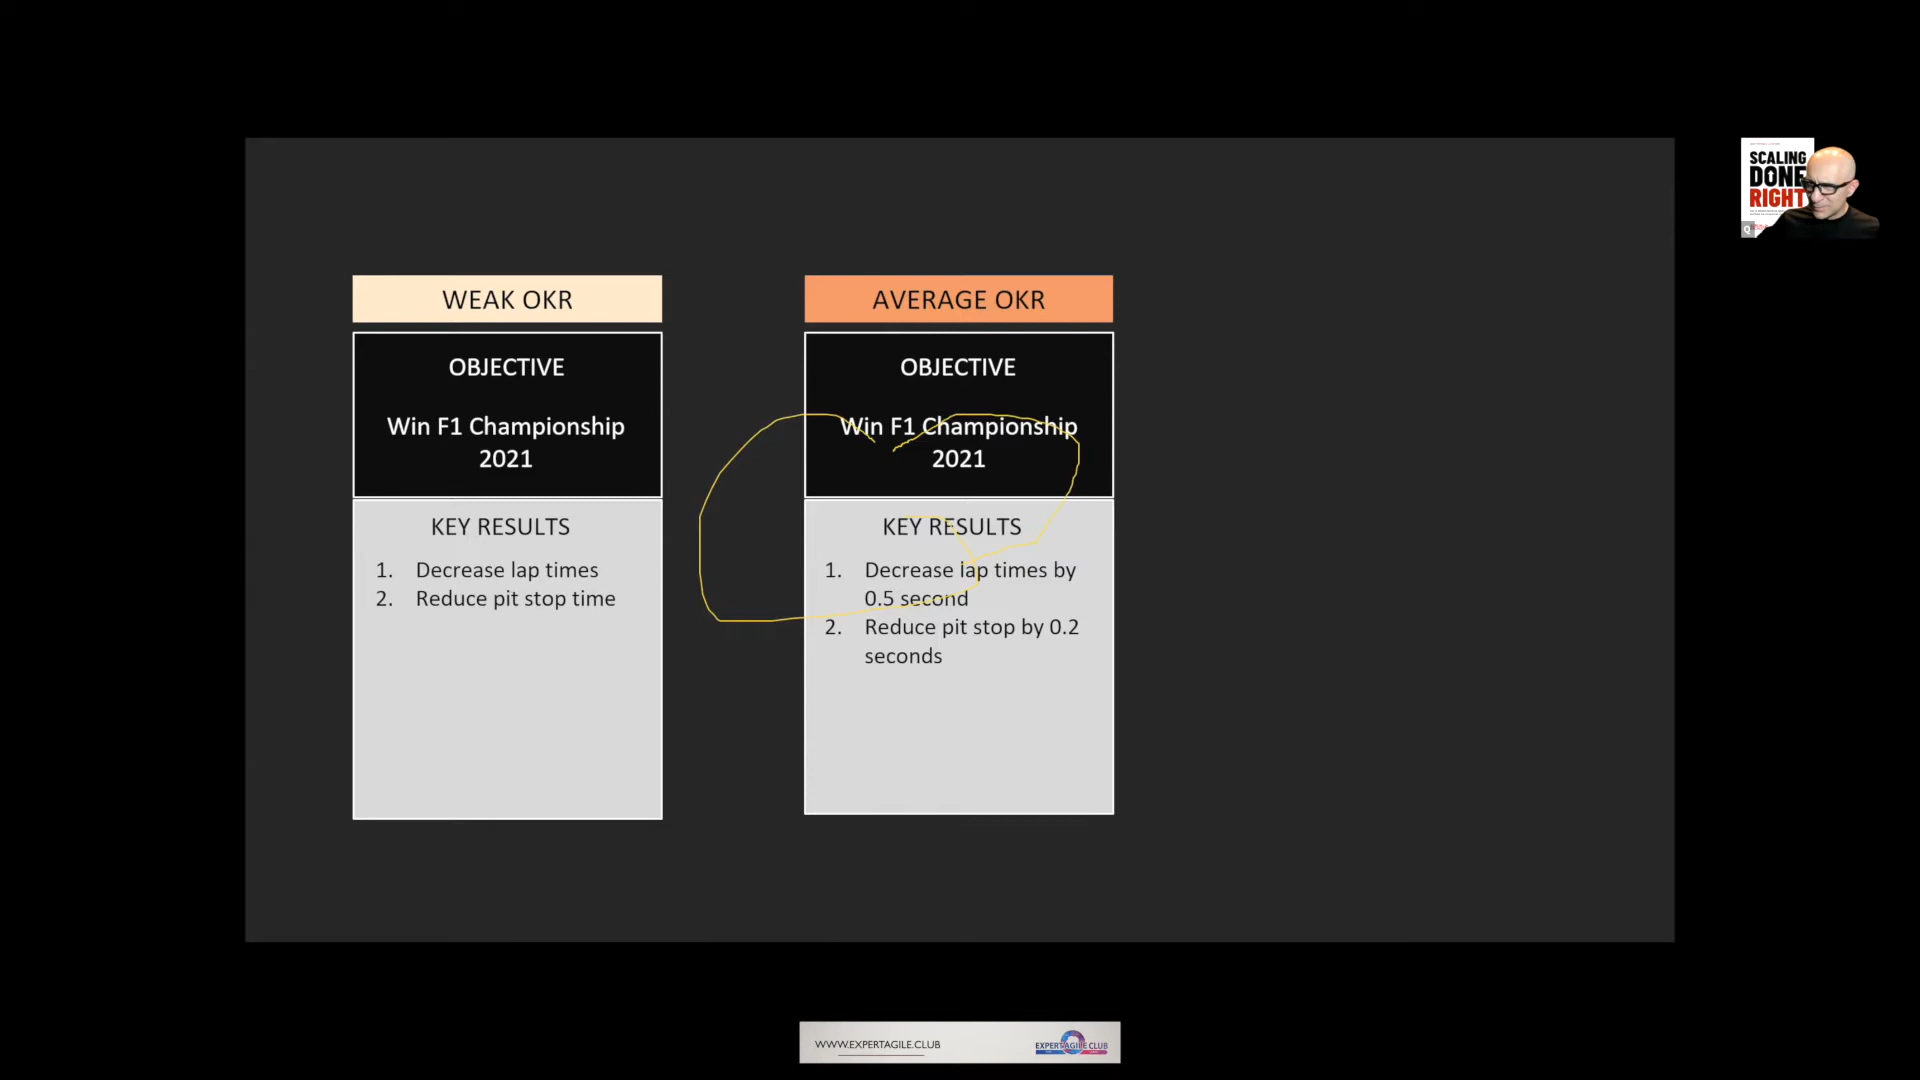 SCALING
DONE
RIGHT
Q
WEAK OKR
OBJECTIVE
Win F1 Championship
2021
KEY RESULTS
1. Decrease lap times
2. Reduce pit stop time
AVERAGE OKR
OBJECTIVE
Win F1 Championship
2021
KEY RESULTS
1. Decrease lap times by
0.5 second
2. Reduce pit stop by 0.2
seconds
WWW.EXPERTAGILE.CLUB
EXPERT AGILE CLUB